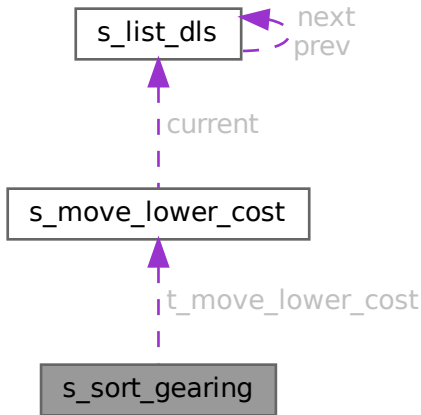 s_list_dls
next
prev
current
s_move_lower_cost
t_move_lower_cost
s_sort_gearing